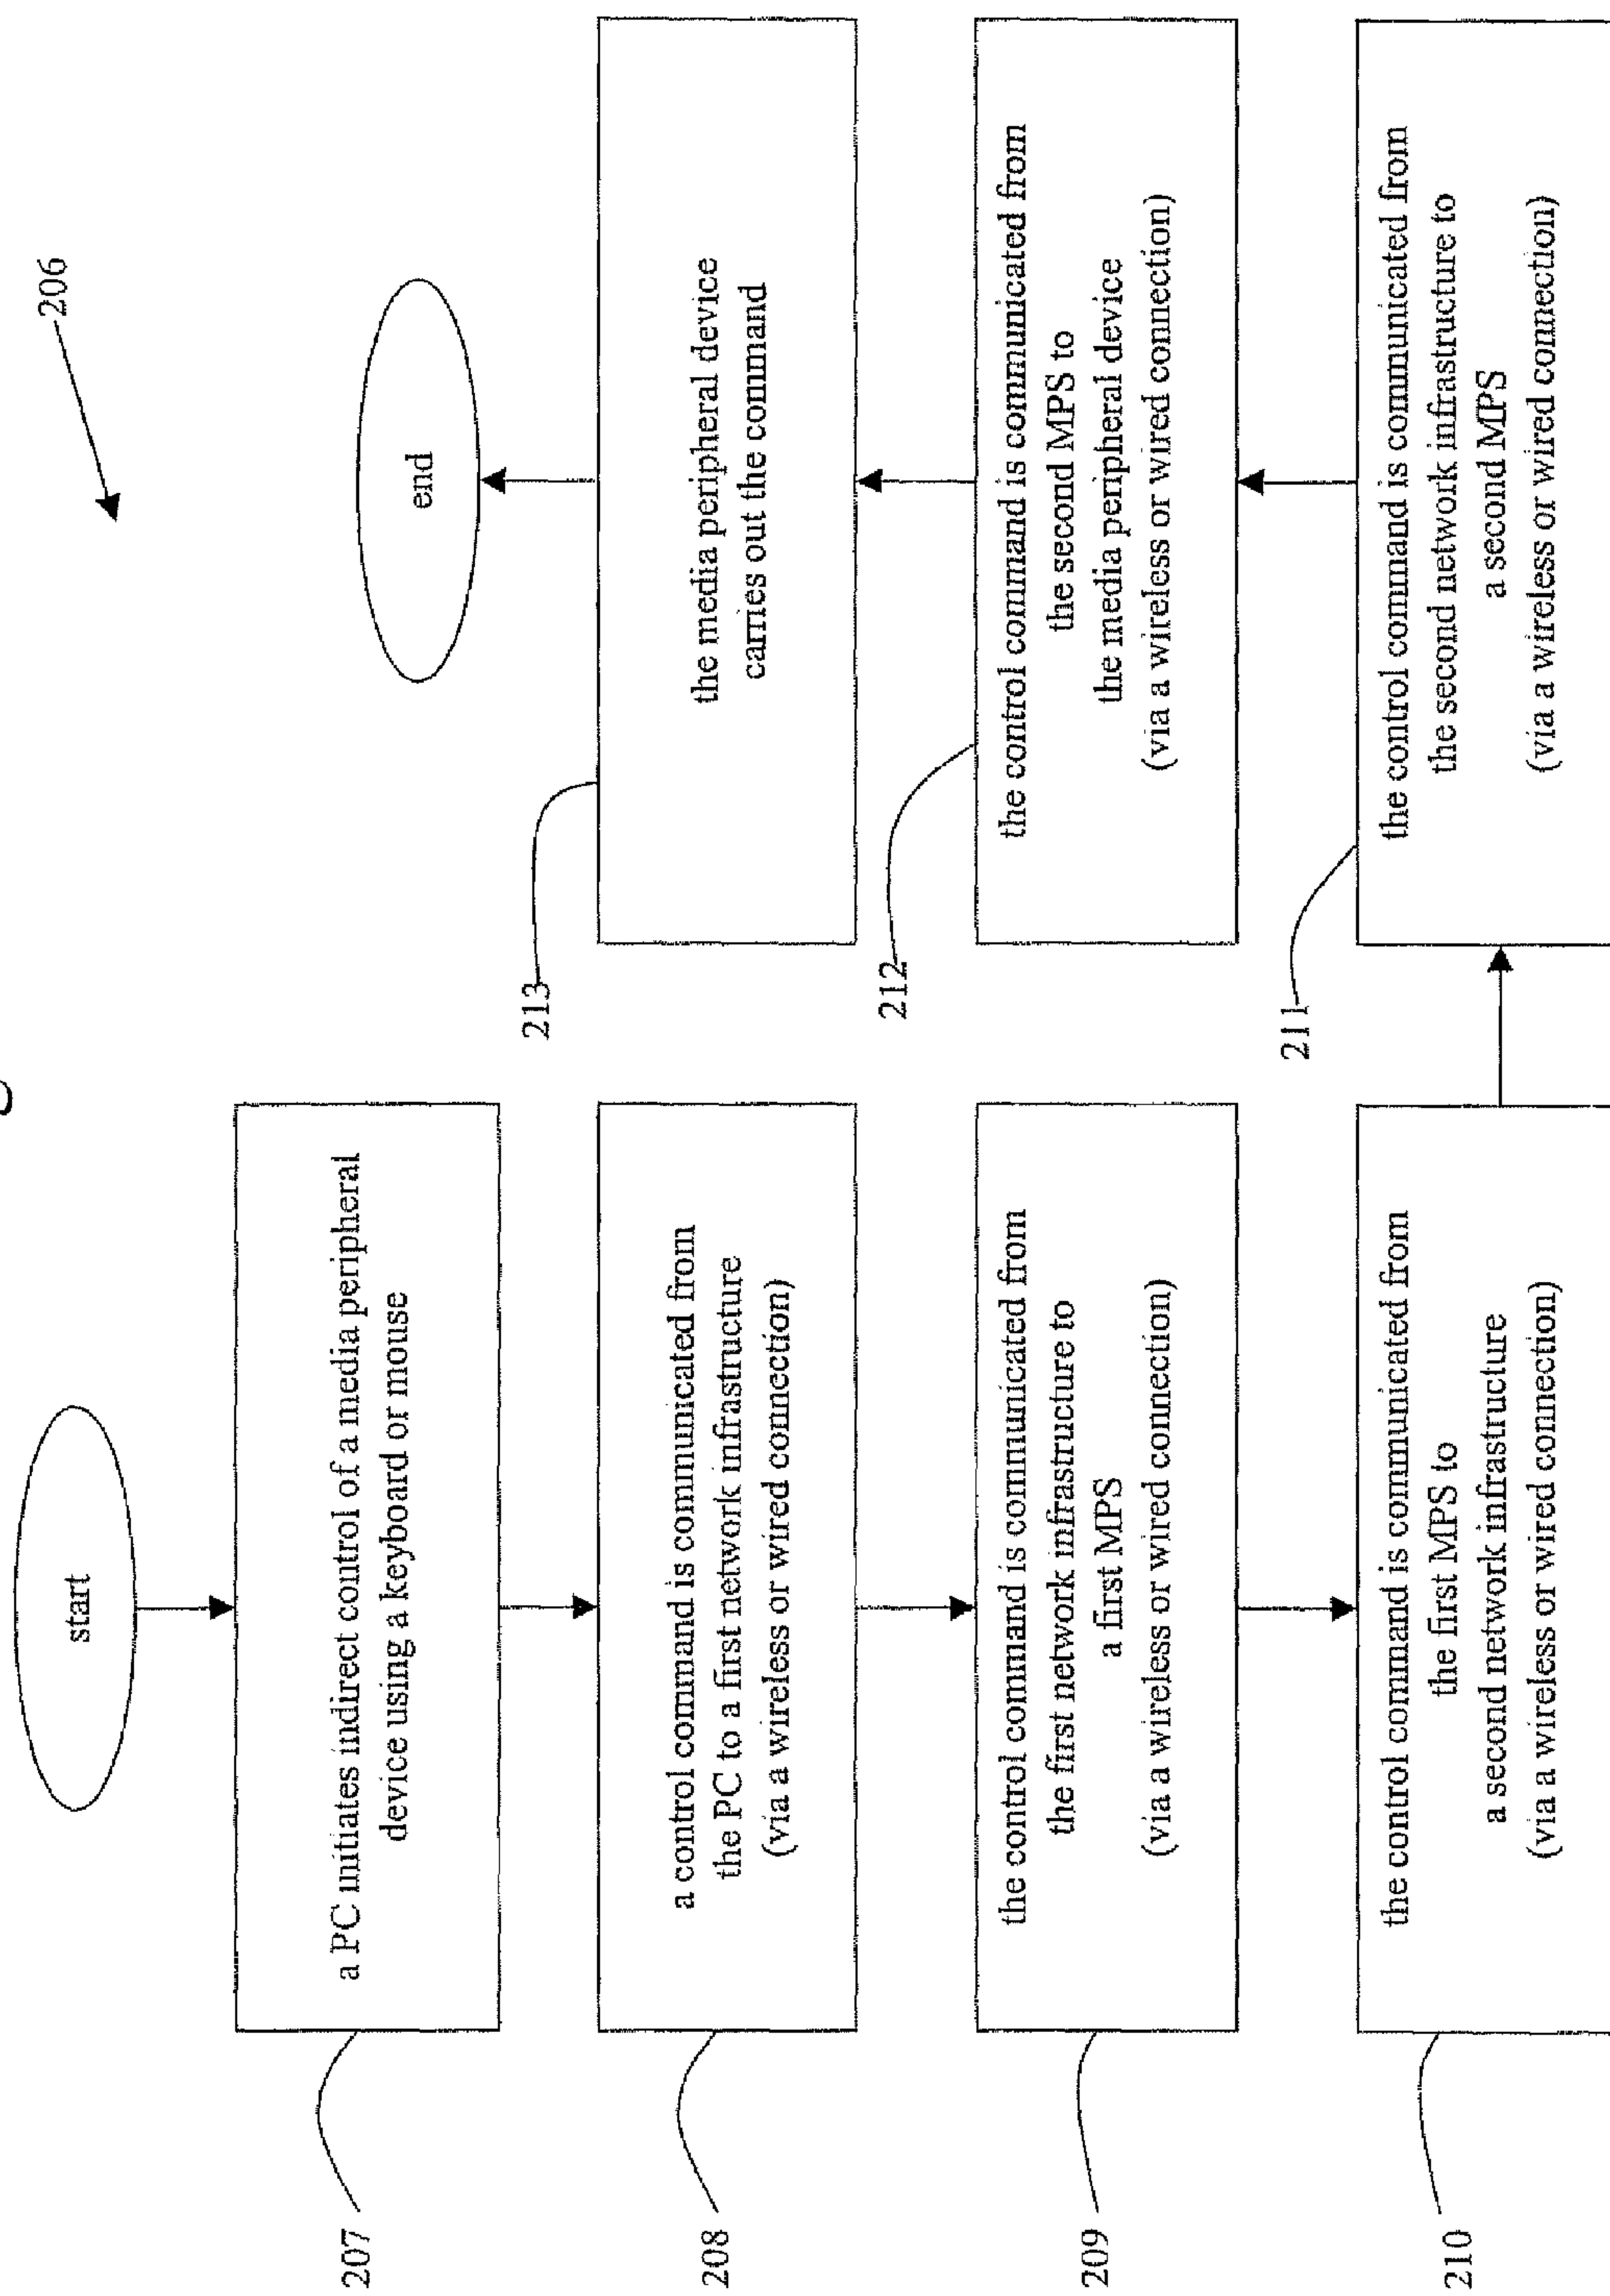 206
start
207
a PC initiates indirect control of a media peripheral
device using a keyboard or mouse
208
a control command is communicated from
the PC to a first network infrastructure
(via a wireless or wired connection)
209
the control command is communicated from
the first network infrastructure to
a first MPS
(via a wireless or wired connection)
210
the control command is communicated from
the first MPS to
a second network infrastructure
(via a wireless or wired connection)
211
the control command is communicated from
the second network infrastructure to
a second MPS
(via a wireless or wired connection)
212
the control command is communicated from
the second MPS to
the media peripheral device
(via a wireless or wired connection)
213
the media peripheral device
carries out the command
end